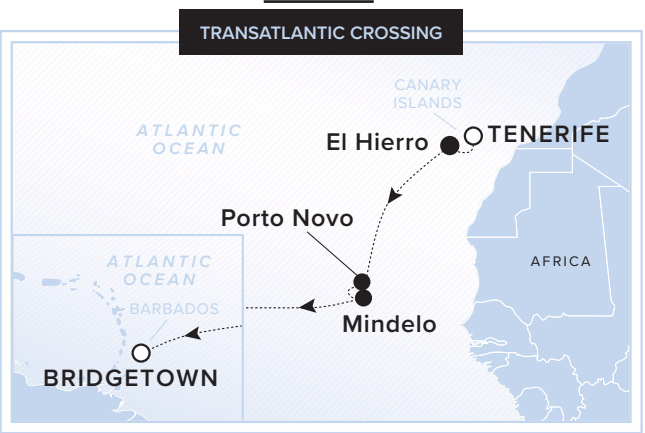 TRANSATLANTIC CROSSING
CANARY
ISLANDS
ATLANTIC
OCEAN
El Hierro
TENERIFE
Porto Novo
AFRICA
ATLANTIC
OCEAN
BARBADOS
Mindelo
BRIDGETOWN